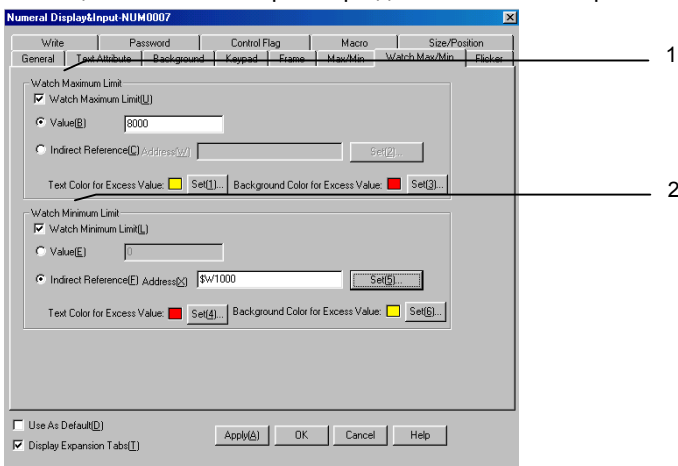 Numeral Display&Input-NUM0007
Write Password Control Flag Macro Size/Position
General Text Attribute Background Keypad Frame Max/Min Watch Max/Min Flicker
1
Watch Maximum Limit
Watch Maximum Limit(U)
Value(B) 8000
Indirect Reference(C) Address(W) Set(2)...
Text Color for Excess Value: Set(1)... Background Color for Excess Value: Set(3)...
2
Watch Minimum Limit
Watch Minimum Limit(L)
Value(E) 0
Indirect Reference(F) Address(X) $W1000 Set(5)...
Text Color for Excess Value: Set(4)... Background Color for Excess Value: Set(6)...
Use As Default(D)
Display Expansion Tabs(T)
Apply(A) OK Cancel Help